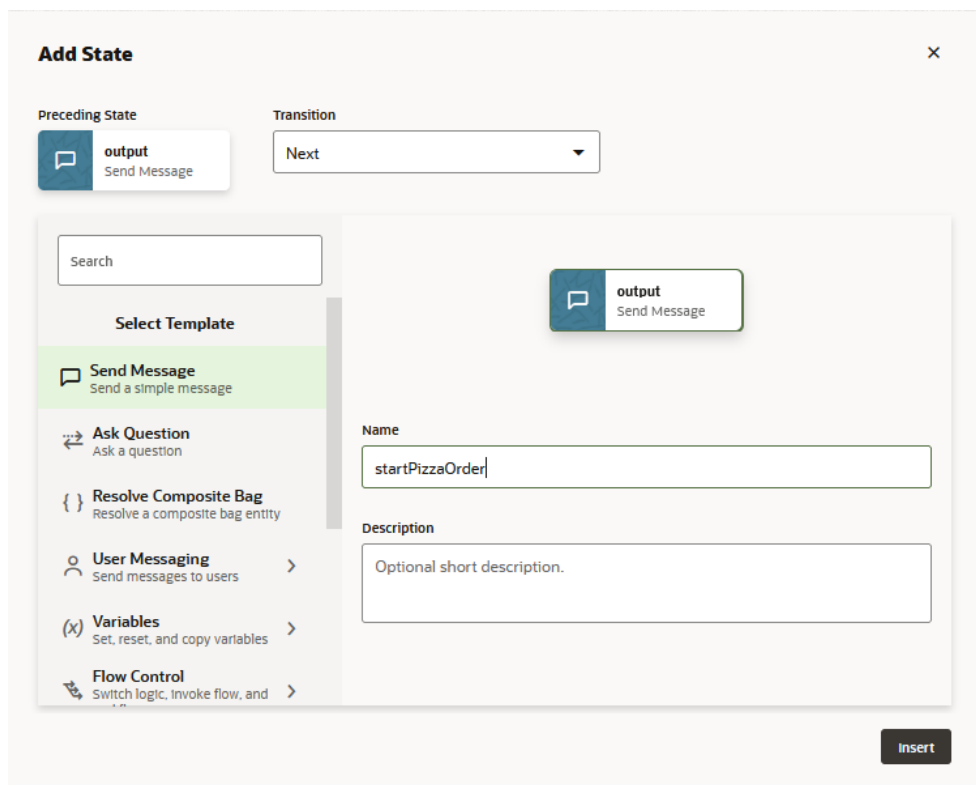 Add State
Preceding State
Transition
output
Send Message
Next
Search
Select Template
Send Message
Send a simple message
Ask Question
Ask a question
{ } Resolve Composite Bag
Resolve a composite bag entity
User Messaging
Send messages to users
(x) Variables
Set, reset, and copy variables
Flow Control
Switch logic, invoke flow, and
output
Send Message
Name
startPizzaOrder
Description
Optional short description.
Insert